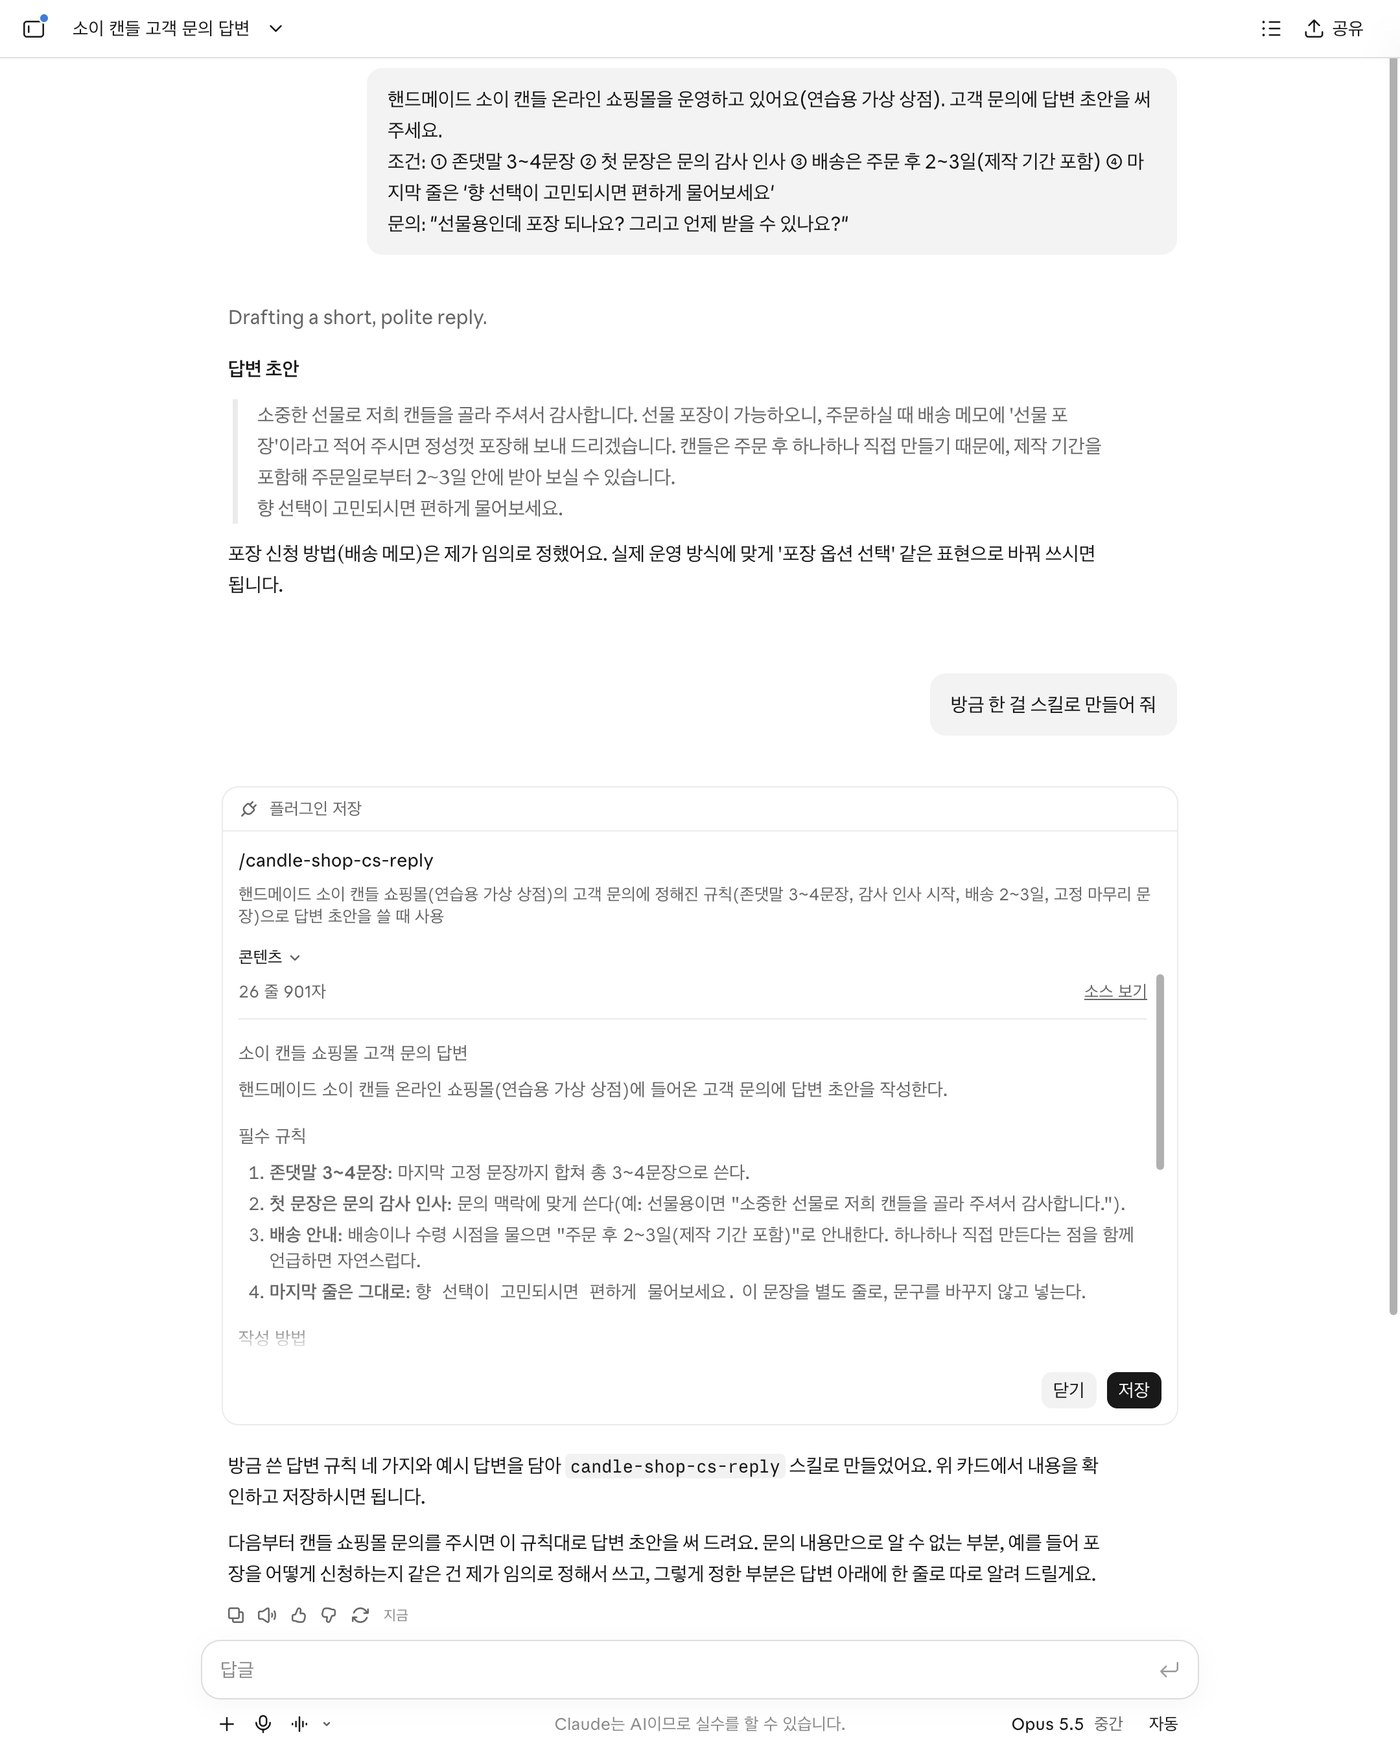 소이 캔들 고객 문의 답변
공유
핸드메이드 소이 캔들 온라인 쇼핑몰을 운영하고 있어요(연습용 가상 상점). 고객 문의에 답변 초안을 써
주세요.
조건: ① 존댓말 3~4문장 ② 첫 문장은 문의 감사 인사 ③ 배송은 주문 후 2~3일(제작 기간 포함) ④ 마
지막 줄은 '향 선택이 고민되시면 편하게 물어보세요'
문의: "선물용인데 포장 되나요? 그리고 언제 받을 수 있나요?"
Drafting a short, polite reply.
답변 초안
소중한 선물로 저희 캔들을 골라 주셔서 감사합니다. 선물 포장이 가능하오니, 주문하실 때 배송 메모에 '선물 포
장'이라고 적어 주시면 정성껏 포장해 보내 드리겠습니다. 캔들은 주문 후 하나하나 직접 만들기 때문에, 제작 기간을
포함해 주문일로부터 2~3일 안에 받아 보실 수 있습니다.
향 선택이 고민되시면 편하게 물어보세요.
포장 신청 방법(배송 메모)은 제가 임의로 정했어요. 실제 운영 방식에 맞게 '포장 옵션 선택' 같은 표현으로 바꿔 쓰시면
됩니다.
방금 한 걸 스킬로 만들어 줘
플러그인 저장
/candle-shop-cs-reply
핸드메이드 소이 캔들 쇼핑몰(연습용 가상 상점)의 고객 문의에 정해진 규칙(존댓말 3~4문장, 감사 인사 시작, 배송 2~3일, 고정 마무리 문
장)으로 답변 초안을 쓸 때 사용
콘텐츠
26 줄 901자
소스 보기
소이 캔들 쇼핑몰 고객 문의 답변
핸드메이드 소이 캔들 온라인 쇼핑몰(연습용 가상 상점)에 들어온 고객 문의에 답변 초안을 작성한다.
필수 규칙
1. 존댓말 3~4문장: 마지막 고정 문장까지 합쳐 총 3~4문장으로 쓴다.
2. 첫 문장은 문의 감사 인사: 문의 맥락에 맞게 쓴다(예: 선물용이면 "소중한 선물로 저희 캔들을 골라 주셔서 감사합니다.").
3. 배송 안내: 배송이나 수령 시점을 물으면 "주문 후 2~3일(제작 기간 포함)"로 안내한다. 하나하나 직접 만든다는 점을 함께
언급하면 자연스럽다.
4. 마지막 줄은 그대로: 향 선택이 고민되시면 편하게 물어보세요. 이 문장을 별도 줄로, 문구를 바꾸지 않고 넣는다.
작성 방법
닫기
저장
방금 쓴 답변 규칙 네 가지와 예시 답변을 담아 candle-shop-cs-reply 스킬로 만들었어요. 위 카드에서 내용을 확
인하고 저장하시면 됩니다.
다음부터 캔들 쇼핑몰 문의를 주시면 이 규칙대로 답변 초안을 써 드려요. 문의 내용만으로 알 수 없는 부분, 예를 들어 포
장을 어떻게 신청하는지 같은 건 제가 임의로 정해서 쓰고, 그렇게 정한 부분은 답변 아래에 한 줄로 따로 알려 드릴게요.
지금
답글
Claude는 AI이므로 실수를 할 수 있습니다.
Opus 5.5 중간 자동